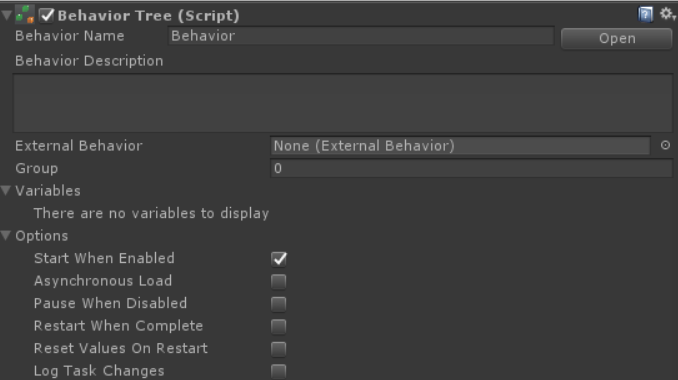 Behavior Tree (Script)
Behavior Name Behavior Open
Behavior Description
External Behavior None (External Behavior)
Group 0
Variables
There are no variables to display
Options
Start When Enabled
Asynchronous Load
Pause When Disabled
Restart When Complete
Reset Values On Restart
Log Task Changes